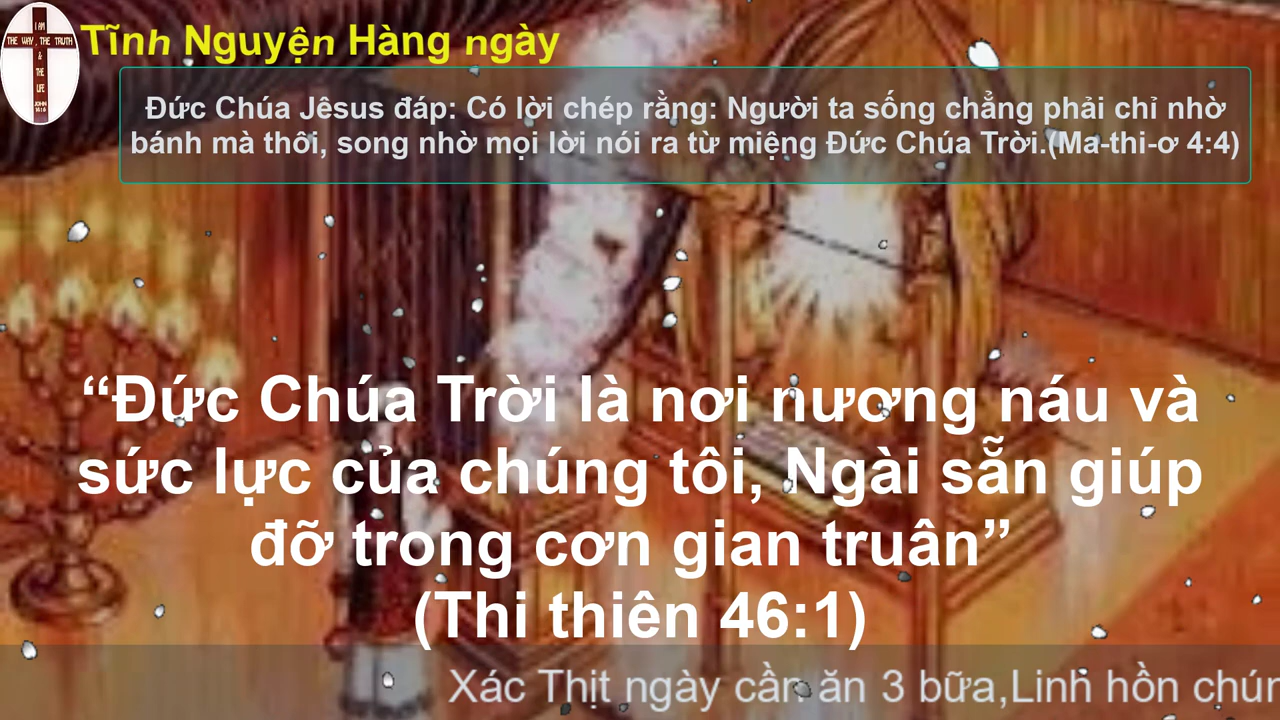 I AM
THE WAY, THE TRUTH
&
THE
LIFE
JOHN
Tĩnh Nguyện Hàng ngày
Đức Chúa Jêsus đáp: Có lời chép rằng: Người ta sống chẳng phải chỉ nhờ
bánh mà thôi, song nhờ mọi lời nói ra từ miệng Đức Chúa Trời.(Ma-thi-ơ 4:4)
“Đức Chúa Trời là nơi nương náu và
sức lực của chúng tôi, Ngài sẵn giúp
đỡ trong cơn gian truân”
(Thi thiên 46:1)
Xác Thịt ngày cần ăn 3 bữa,Linh hồn